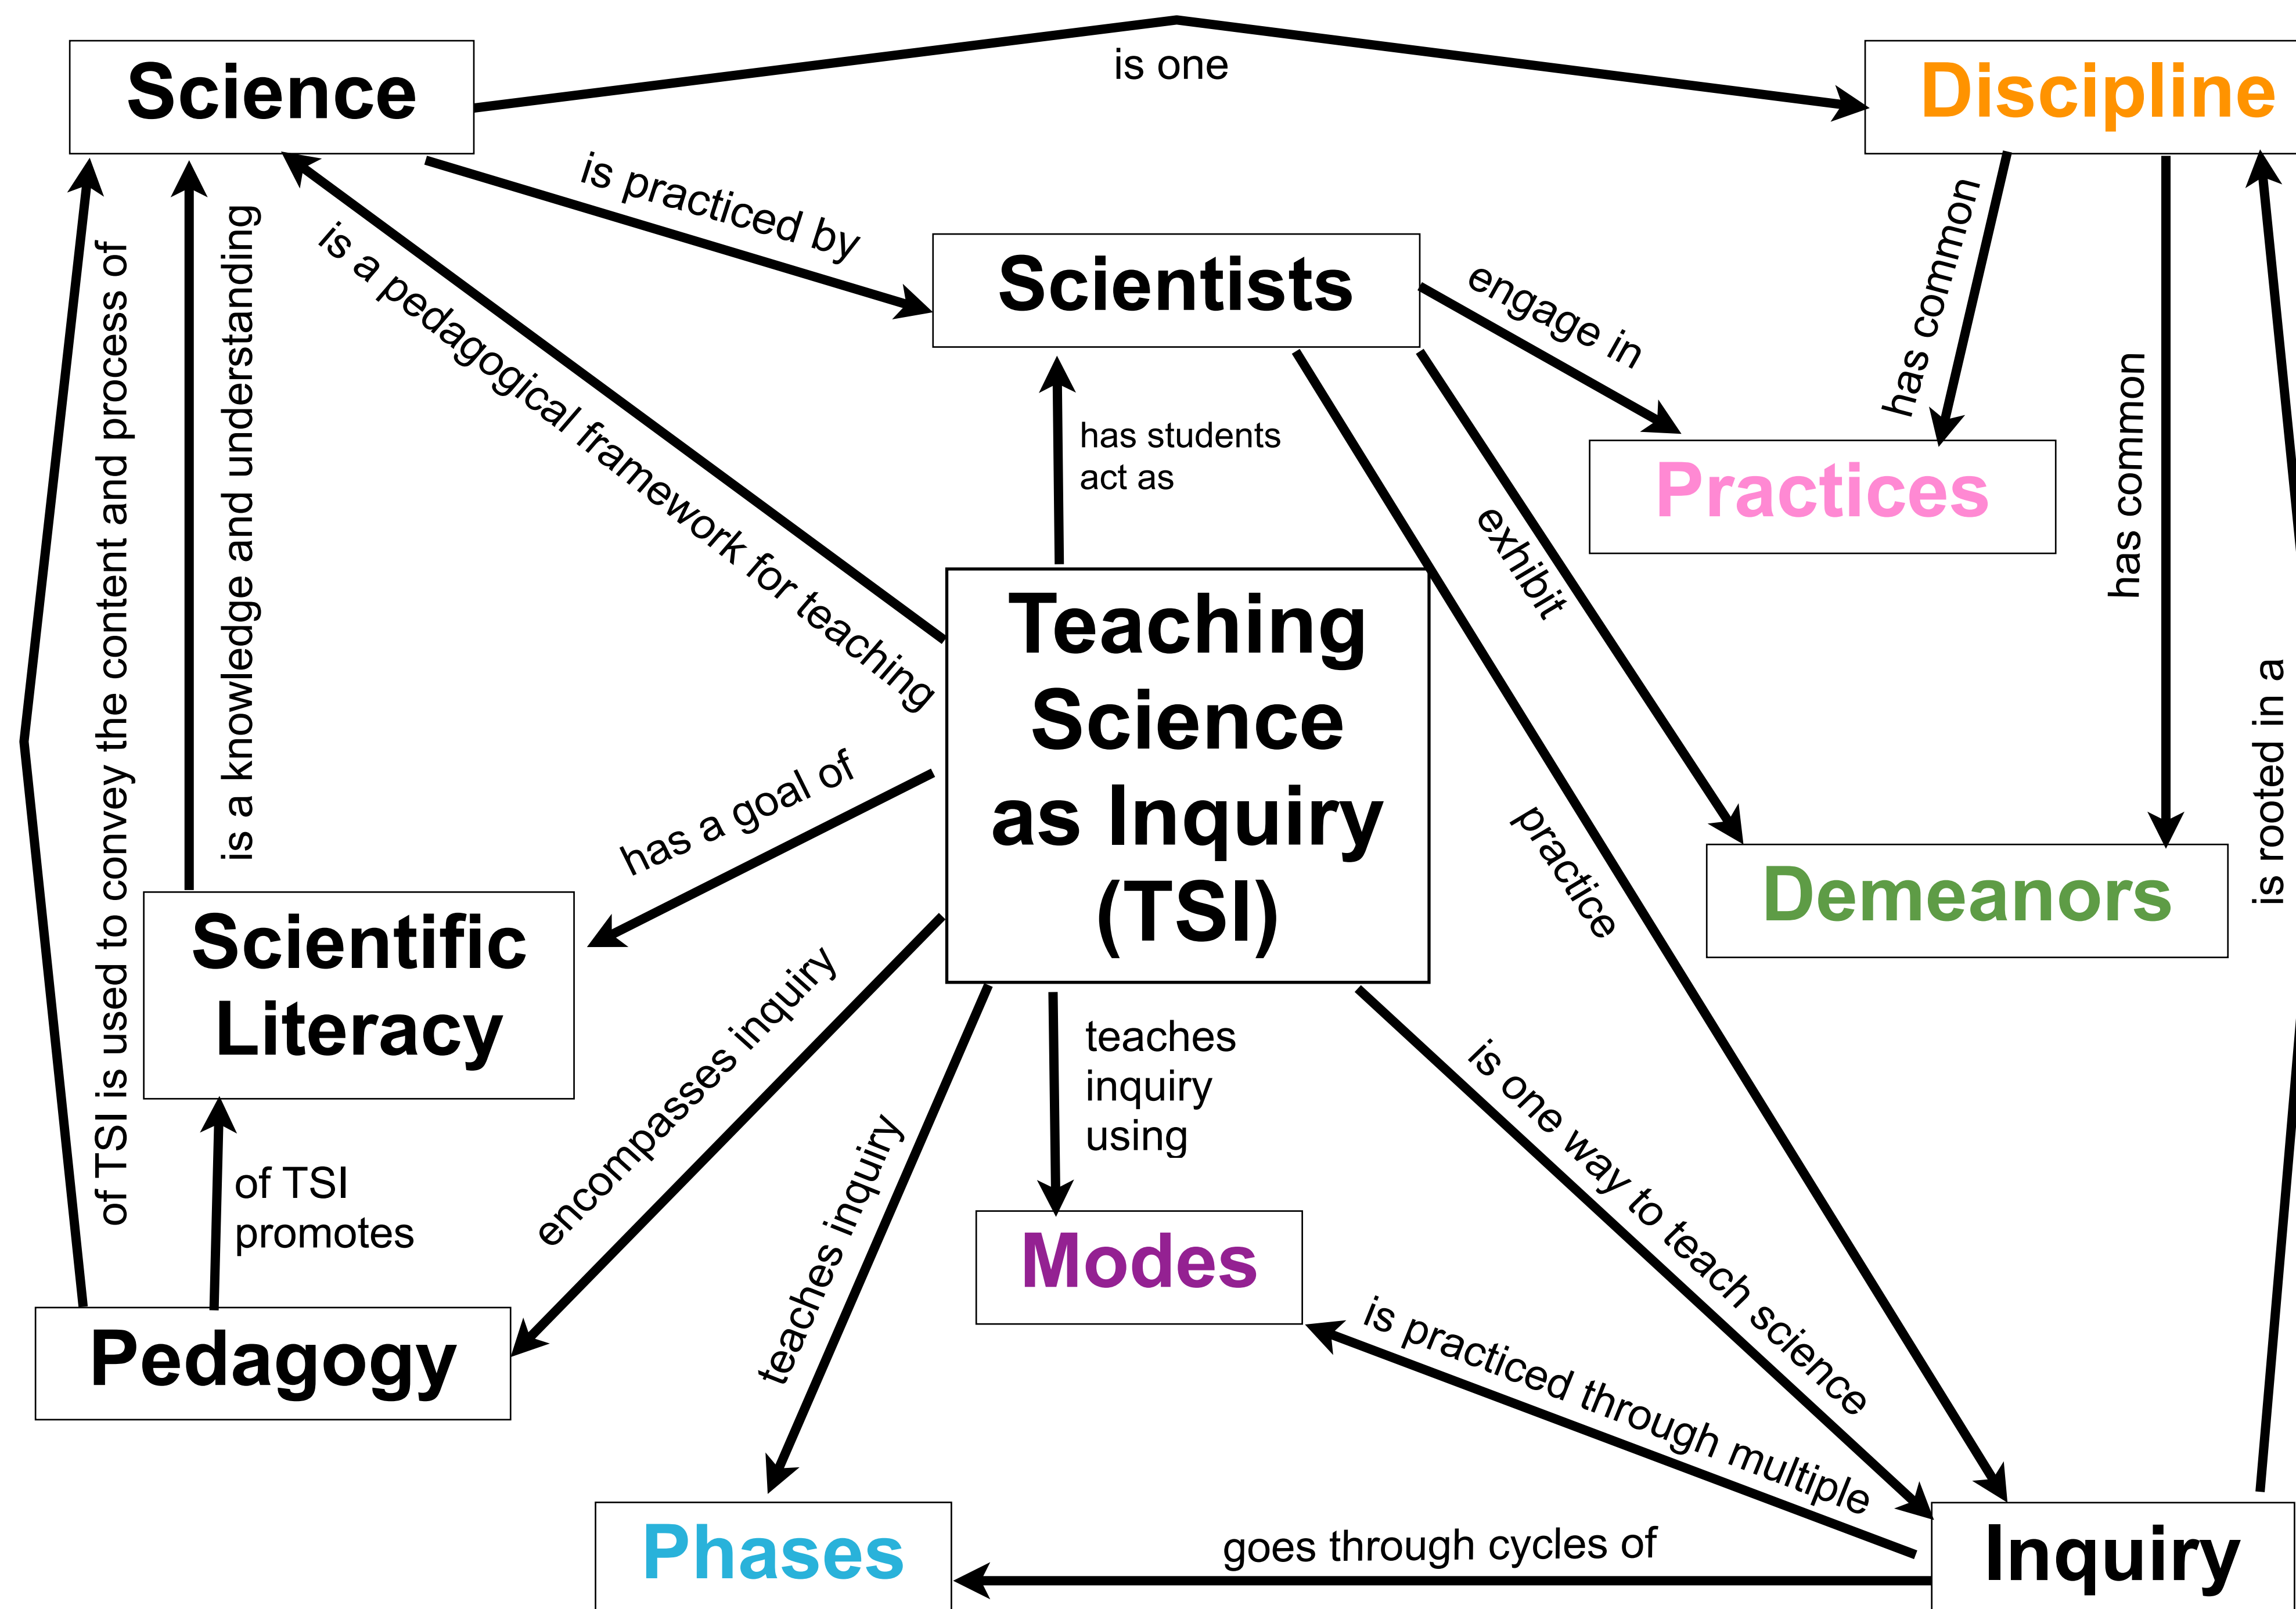 is one
Science
Discipline
is practiced by
Scientists
engage in
has common
has common
is a pedagogical framework for teaching
is a knowledge and understanding
of TSI is used to convey the content and process of
has students
act as
Practices
exhibit
Teaching
Science
as Inquiry
(TSI)
practice
Demeanors
is rooted in a
has a goal of
Scientific
Literacy
encompasses inquiry
teaches inquiry
teaches
inquiry
using
is one way to teach science
of TSI
promotes
Modes
Pedagogy
is practiced through multiple
Phases
goes through cycles of
Inquiry